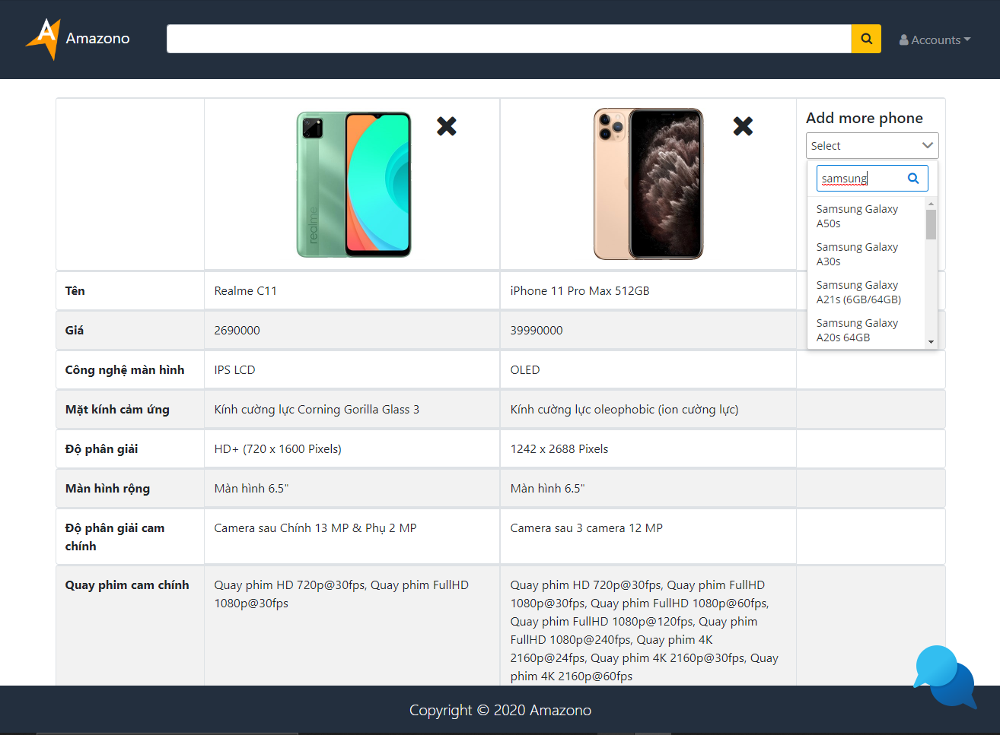 Amazono
Accounts
Add more phone
Select
samsung
Samsung Galaxy
A50s
Samsung Galaxy
A30s
Samsung Galaxy
A21s (6GB/64GB)
Samsung Galaxy
A20s 64GB
realme
Tên
Realme C11
iPhone 11 Pro Max 512GB
Giá
2690000
39990000
Công nghệ màn hình
IPS LCD
OLED
Mặt kính cảm ứng
Kính cường lực Corning Gorilla Glass 3
Kính cường lực oleophobic (ion cường lực)
Độ phân giải
HD+ (720 x 1600 Pixels)
1242 x 2688 Pixels
Màn hình rộng
Màn hình 6.5"
Màn hình 6.5"
Độ phân giải cam
chính
Camera sau Chính 13 MP & Phụ 2 MP
Camera sau 3 camera 12 MP
Quay phim cam chính
Quay phim HD 720p@30fps, Quay phim FullHD
1080p@30fps
Quay phim HD 720p@30fps, Quay phim FullHD
1080p@30fps, Quay phim FullHD 1080p@60fps,
Quay phim FullHD 1080p@120fps, Quay phim
FullHD 1080p@240fps, Quay phim 4K
2160p@24fps, Quay phim 4K 2160p@30fps, Quay
phim 4K 2160p@60fps
Copyright © 2020 Amazono